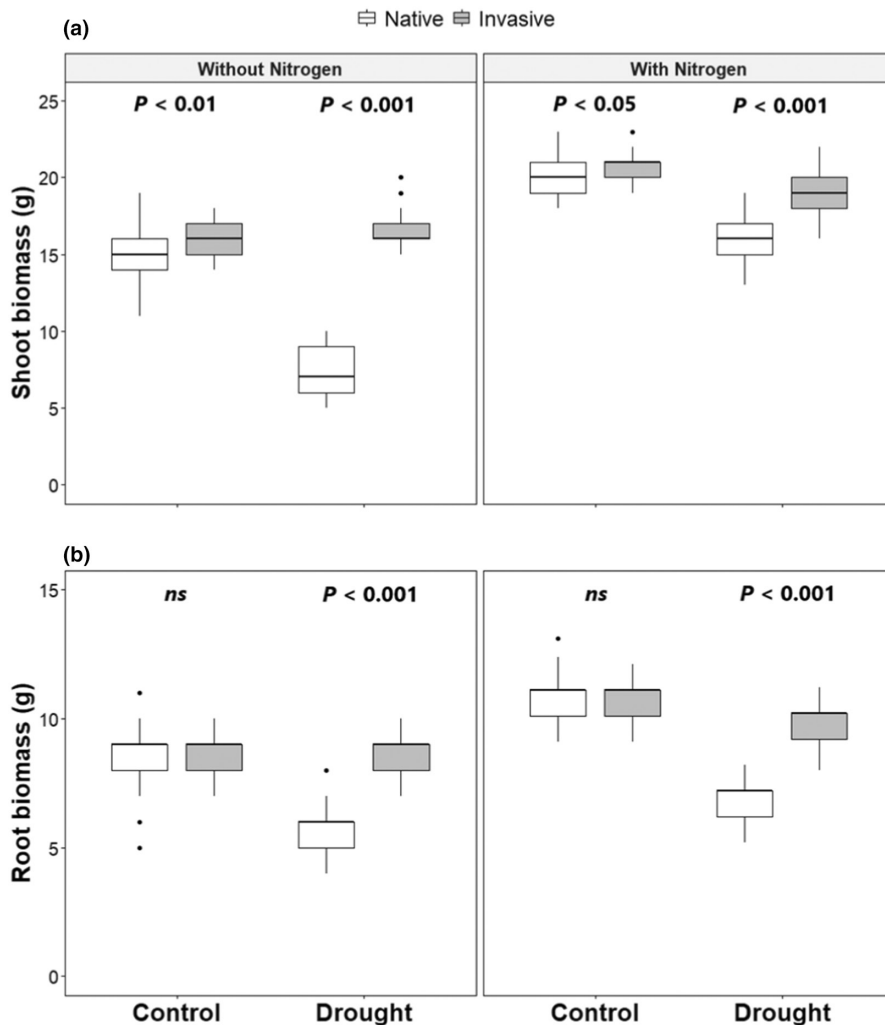 (a)
Native Invasive
Without Nitrogen
With Nitrogen
P < 0.01
P < 0.001
P < 0.05
P < 0.001
Shoot biomass (g)
25
20
15
10
5
0
(b)
ns
P < 0.001
ns
P < 0.001
Root biomass (g)
15
10
5
0
Control
Drought
Control
Drought